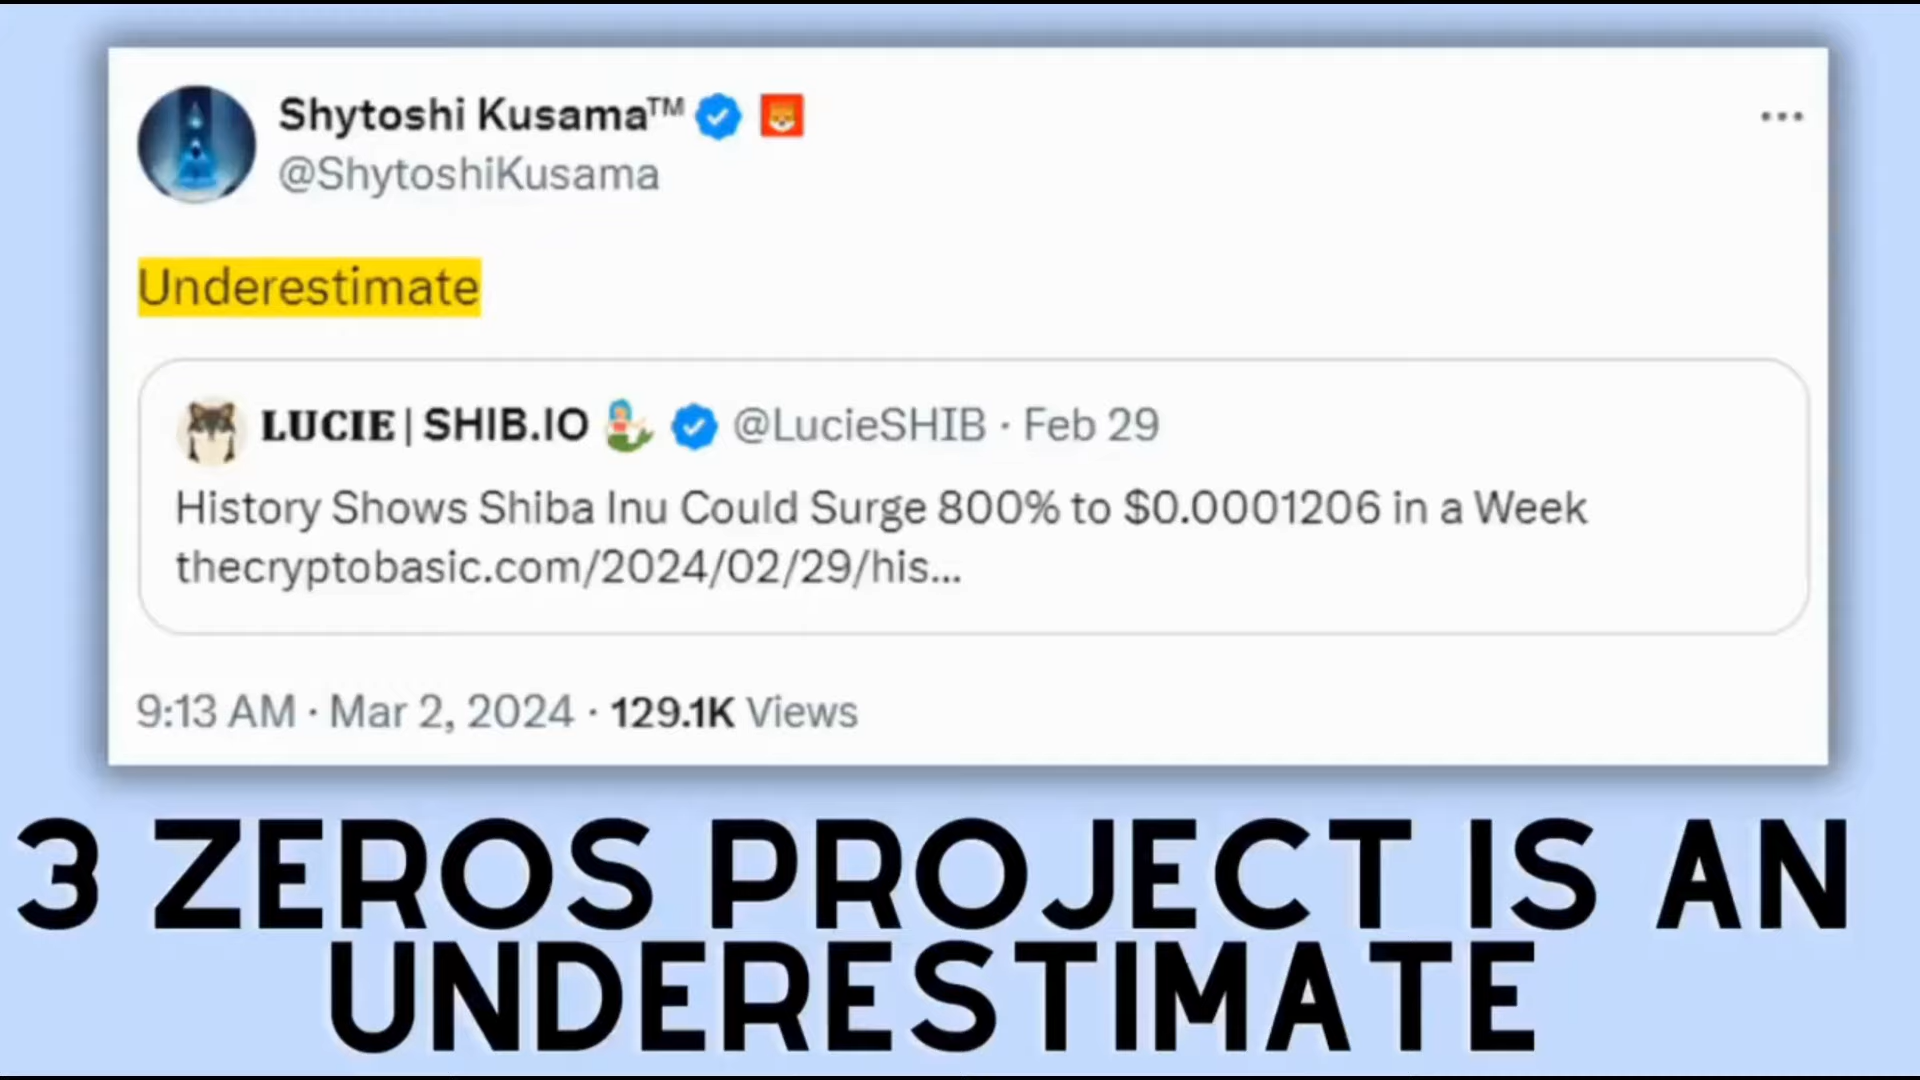 Shytoshi Kusama™
@ShytoshiKusama
Underestimate
LUCIE | SHIB.IO @LucieSHIB · Feb 29
History Shows Shiba Inu Could Surge 800% to $0.0001206 in a Week
thecryptobasic.com/2024/02/29/his...
9:13 AM · Mar 2, 2024 · 129.1K Views
3 ZEROS PROJECT IS AN
UNDERESTIMATE